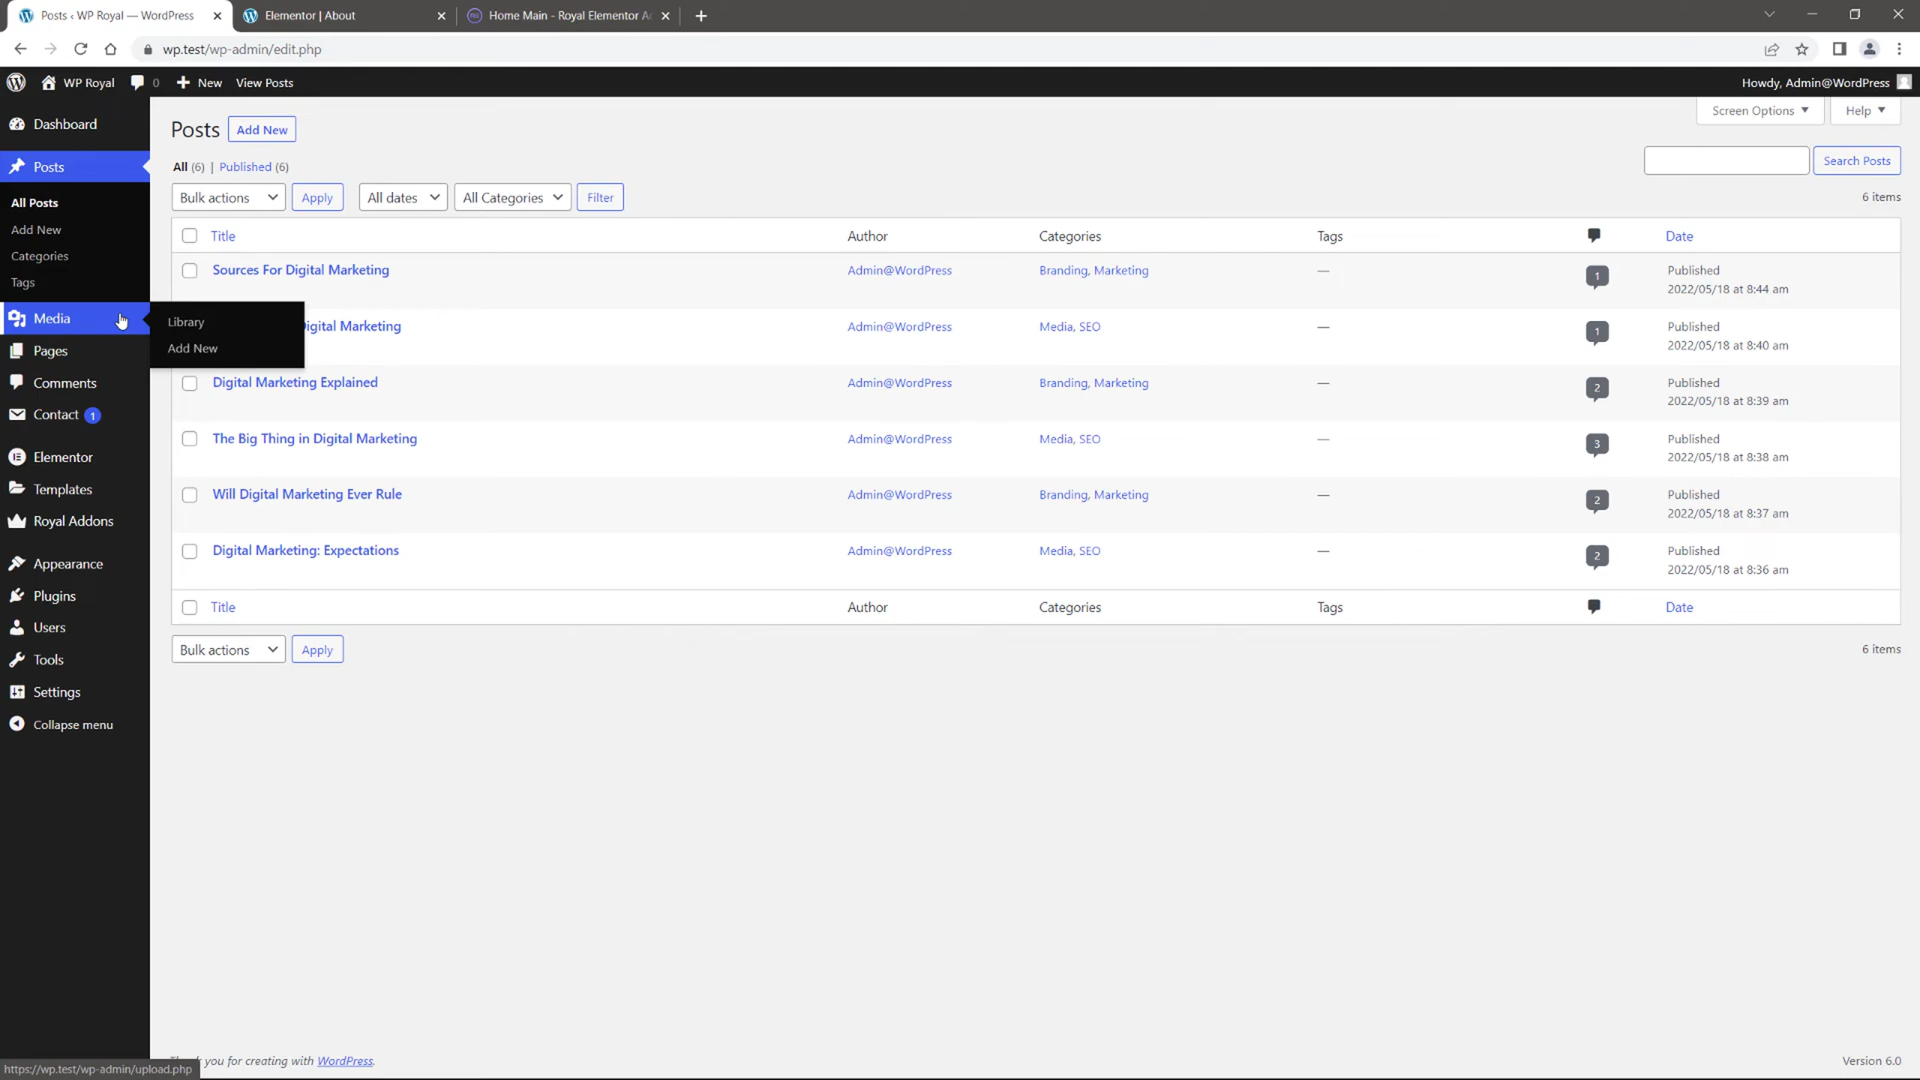 Posts ‹ WP Royal — WordPress
Elementor | About
Home Main - Royal Elementor A
wp.test/wp-admin/edit.php
WP Royal
0
New
View Posts
Howdy, Admin@WordPress
Dashboard
Posts
All Posts
Add New
Categories
Tags
Media
Library
Add New
Pages
Comments
Contact 1
Elementor
Templates
Royal Addons
Appearance
Plugins
Users
Tools
Settings
Collapse menu
Posts
Add New
Screen Options
Help
All (6) | Published (6)
Search Posts
Bulk actions
Apply
All dates
All Categories
Filter
6 items
Title Author Categories Tags Date
Sources For Digital Marketing Admin@WordPress Branding, Marketing — 1 Published
2022/05/18 at 8:44 am
Digital Marketing Admin@WordPress Media, SEO — 1 Published
2022/05/18 at 8:40 am
Digital Marketing Explained Admin@WordPress Branding, Marketing — 2 Published
2022/05/18 at 8:39 am
The Big Thing in Digital Marketing Admin@WordPress Media, SEO — 3 Published
2022/05/18 at 8:38 am
Will Digital Marketing Ever Rule Admin@WordPress Branding, Marketing — 2 Published
2022/05/18 at 8:37 am
Digital Marketing: Expectations Admin@WordPress Media, SEO — 2 Published
2022/05/18 at 8:36 am
Title Author Categories Tags Date
Bulk actions
Apply
6 items
you for creating with WordPress.
Version 6.0
https://wp.test/wp-admin/upload.php